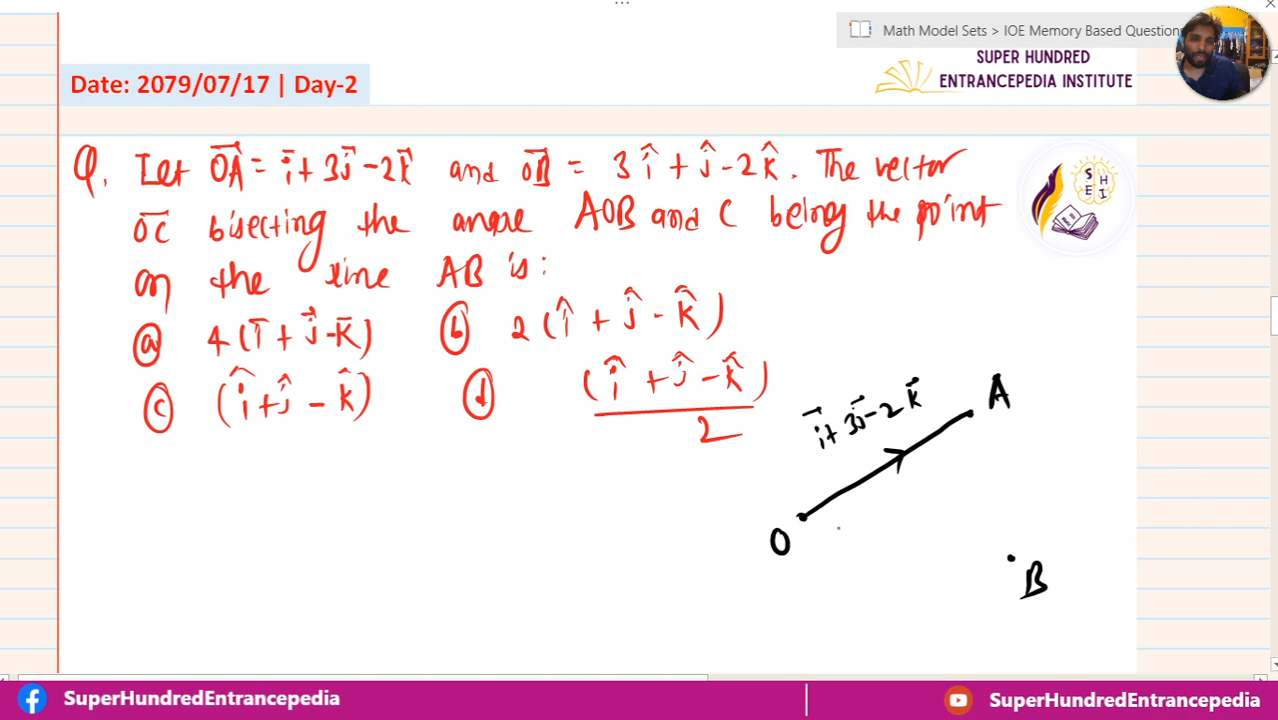 ...
Math Model Sets > IOE Memory Based Question
SUPER HUNDRED
ENTRANCEPEDIA INSTITUTE
Date: 2079/07/17 | Day-2
Q. Let OA⃗ = i⃗ + 3j⃗ - 2k⃗ and OB⃗ = 3î + ĵ - 2k̂. The vector
OC⃗ bisecting the angle AOB and C being the point
on the line AB is:
ⓐ 4(i⃗ + j⃗ - k⃗) ⓑ 2(î + ĵ - k̂)
ⓒ (î + ĵ - k̂) ⓓ (î + ĵ - k̂)/2
S H
E I
i⃗ + 3j⃗ - 2k⃗
A
O
B
SuperHundredEntrancepedia
SuperHundredEntrancepedia